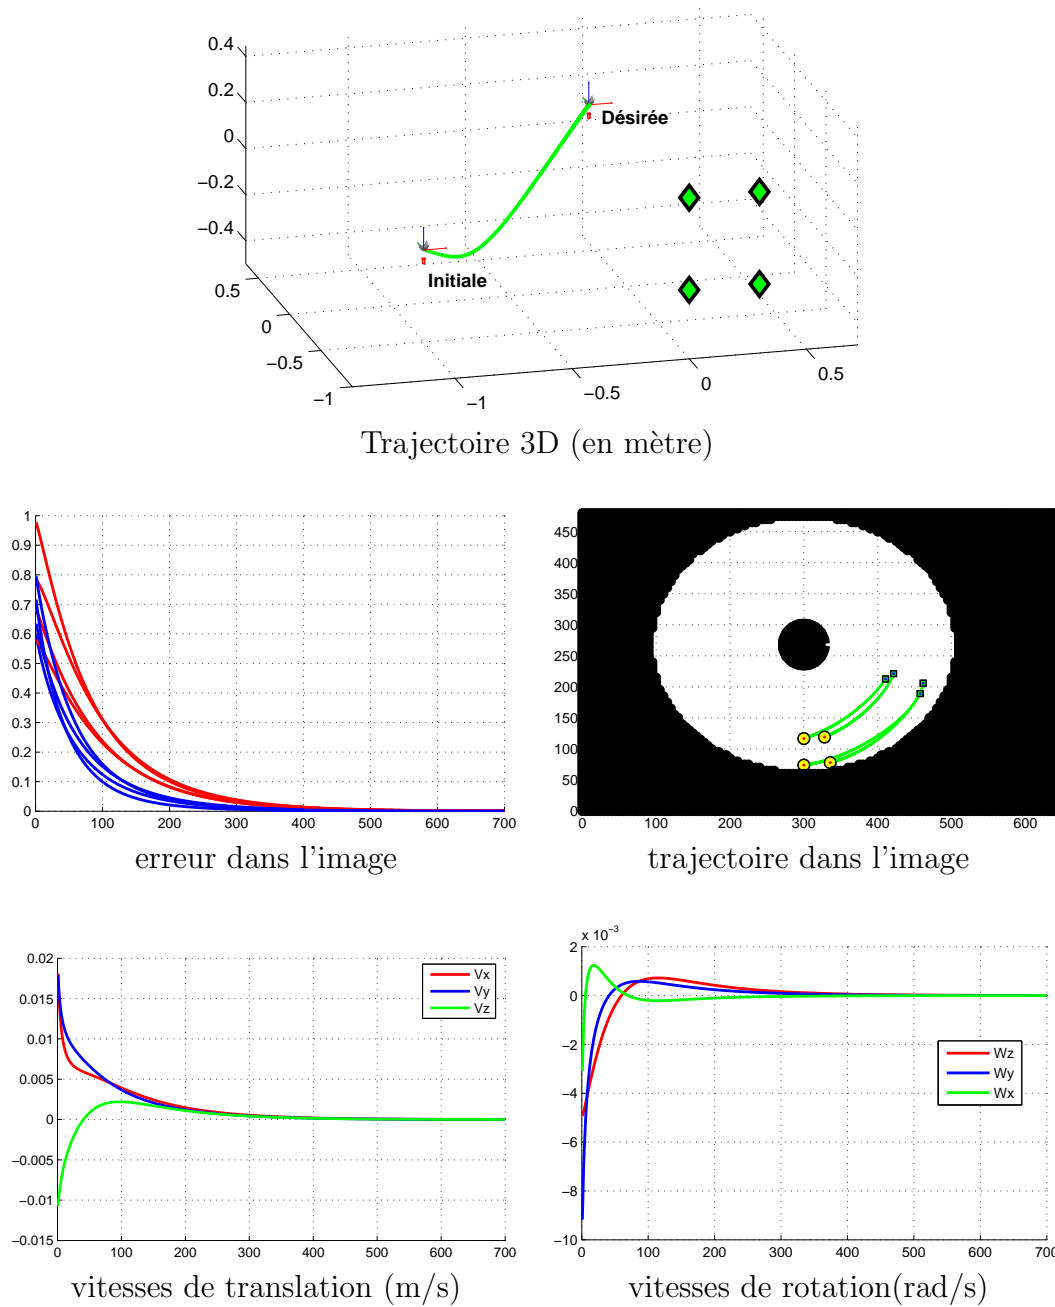 0.4
0.2
0
−0.2
−0.4
0.5
0
−0.5
−1
−1
−0.5
0
0.5
Désirée
Initiale
Trajectoire 3D (en mètre)
1
0.9
0.8
0.7
0.6
0.5
0.4
0.3
0.2
0.1
0
0 100 200 300 400 500 600 700
erreur dans l'image
450
400
350
300
250
200
150
100
50
0
0 100 200 300 400 500 600
trajectoire dans l'image
0.02
0.015
0.01
0.005
0
−0.005
−0.01
−0.015
0 100 200 300 400 500 600 700
Vx
Vy
Vz
vitesses de translation (m/s)
x 10−3
2
0
−2
−4
−6
−8
−10
0 100 200 300 400 500 600 700
Wz
Wy
Wx
vitesses de rotation(rad/s)